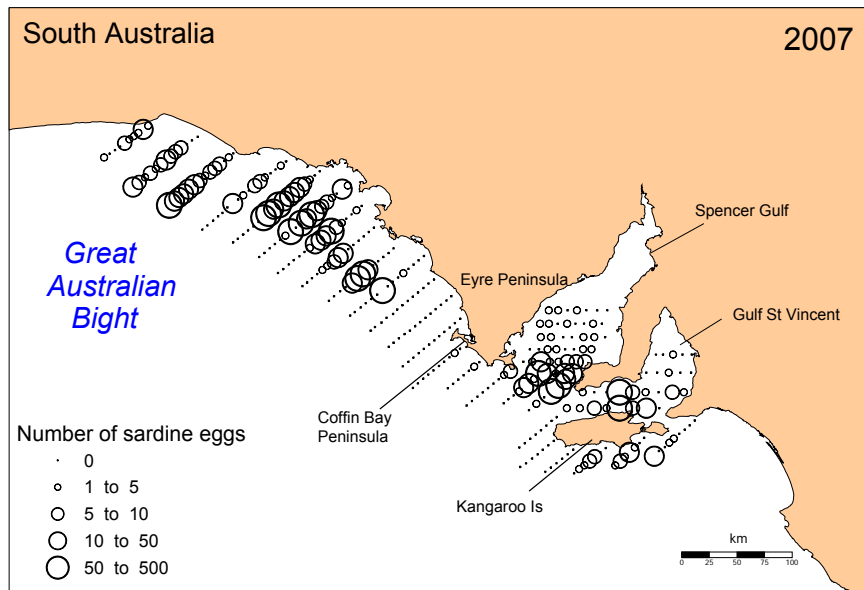 South Australia
2007
Spencer Gulf
Great
Australian
Bight
Eyre Peninsula
Gulf St Vincent
Coffin Bay
Peninsula
Number of sardine eggs
0
1 to 5
5 to 10
10 to 50
50 to 500
Kangaroo Is
km
0 25 50 75 100